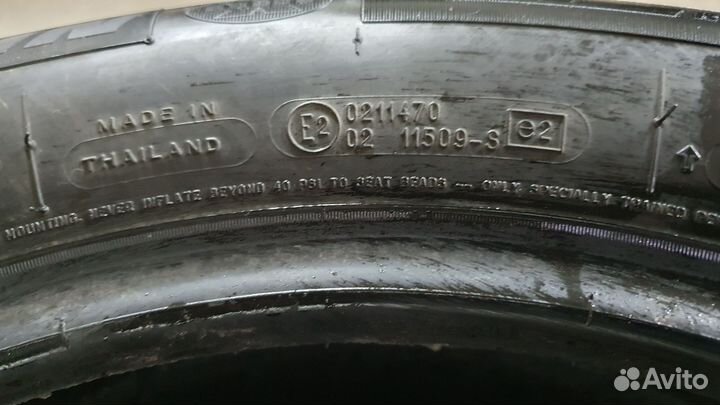 MADE IN
THAILAND
E2 0211470 e2
02 11509-S
MOUNTING, NEVER INFLATE BEYOND 40 PSI TO SEAT BEADS — ONLY SPECIALLY TRAINED
Avito